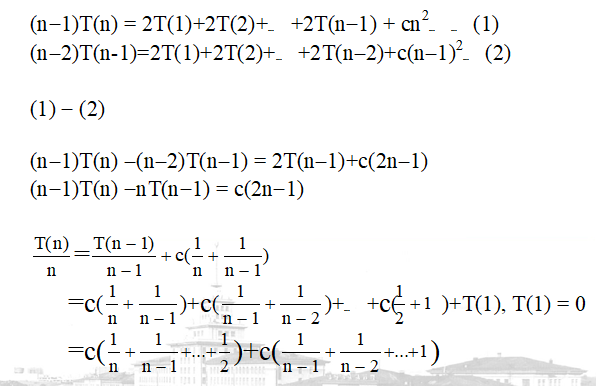 (n−1)T(n) = 2T(1)+2T(2)+_ +2T(n−1) + cn²_ _ (1)
(n−2)T(n-1)=2T(1)+2T(2)+_ +2T(n−2)+c(n−1)²_ (2)
(1) − (2)
(n−1)T(n) −(n−2)T(n−1) = 2T(n−1)+c(2n−1)
(n−1)T(n) −nT(n−1) = c(2n−1)
T(n)/n = T(n − 1)/(n − 1) + c(1/n + 1/(n − 1))
=c(1/n + 1/(n − 1))+c(1/(n − 1) + 1/(n − 2))+_ +c(1/2 +1 )+T(1), T(1) = 0
=c(1/n + 1/(n − 1) +...+ 1/2)+c(1/(n − 1) + 1/(n − 2) +...+1)